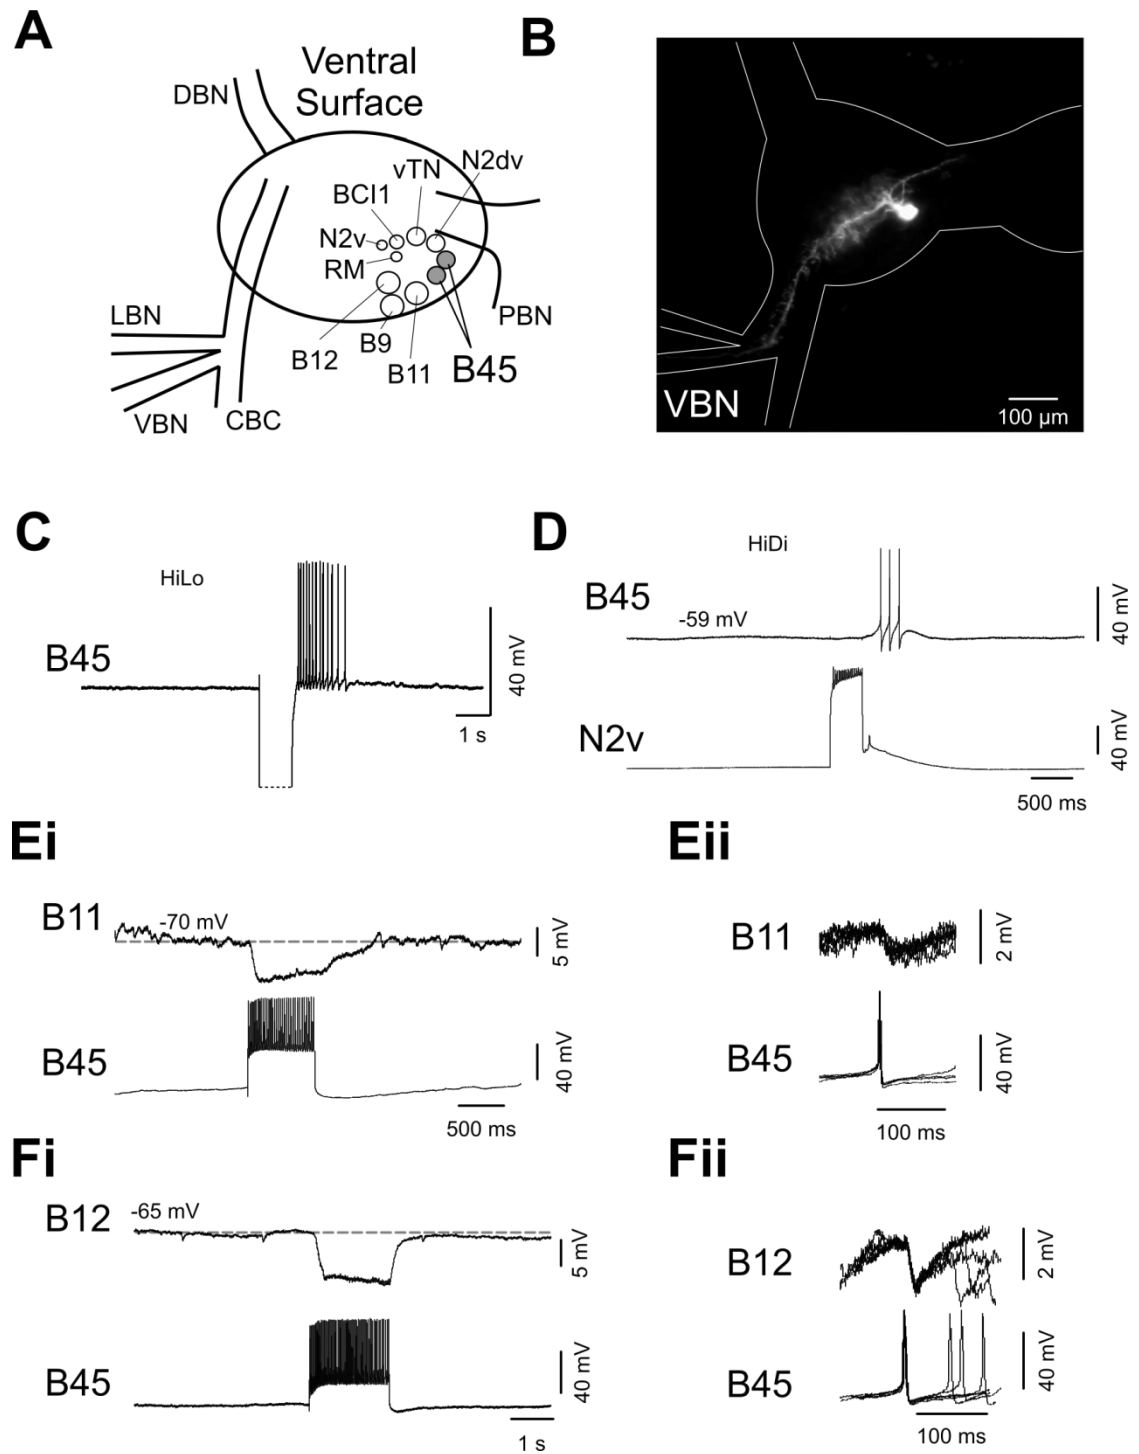 A
Ventral
Surface
DBN
vTN
N2dv
BCI1
N2v
RM
LBN
PBN
B12
B9
B11
B45
VBN
CBC
B
VBN
100 µm
C
HiLo
B45
40 mV
1 s
D
HiDi
B45
-59 mV
40 mV
N2v
40 mV
500 ms
Ei
B11
-70 mV
5 mV
B45
40 mV
500 ms
Eii
B11
2 mV
B45
40 mV
100 ms
Fi
B12
-65 mV
5 mV
B45
40 mV
1 s
Fii
B12
2 mV
B45
40 mV
100 ms